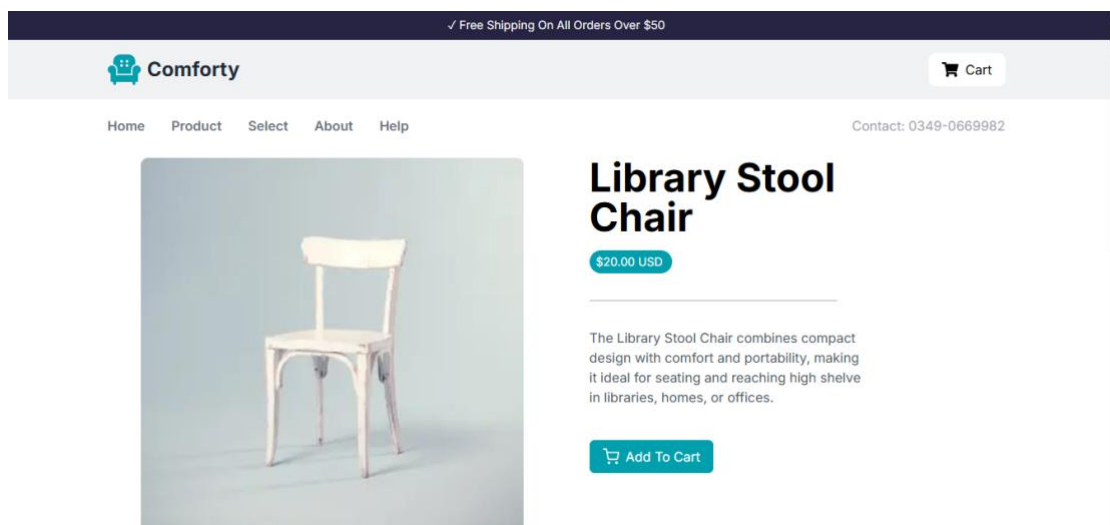 ✓ Free Shipping On All Orders Over $50
Comforty
Cart
Home Product Select About Help
Contact: 0349-0669982
Library Stool
Chair
$20.00 USD
The Library Stool Chair combines compact
design with comfort and portability, making
it ideal for seating and reaching high shelve
in libraries, homes, or offices.
Add To Cart